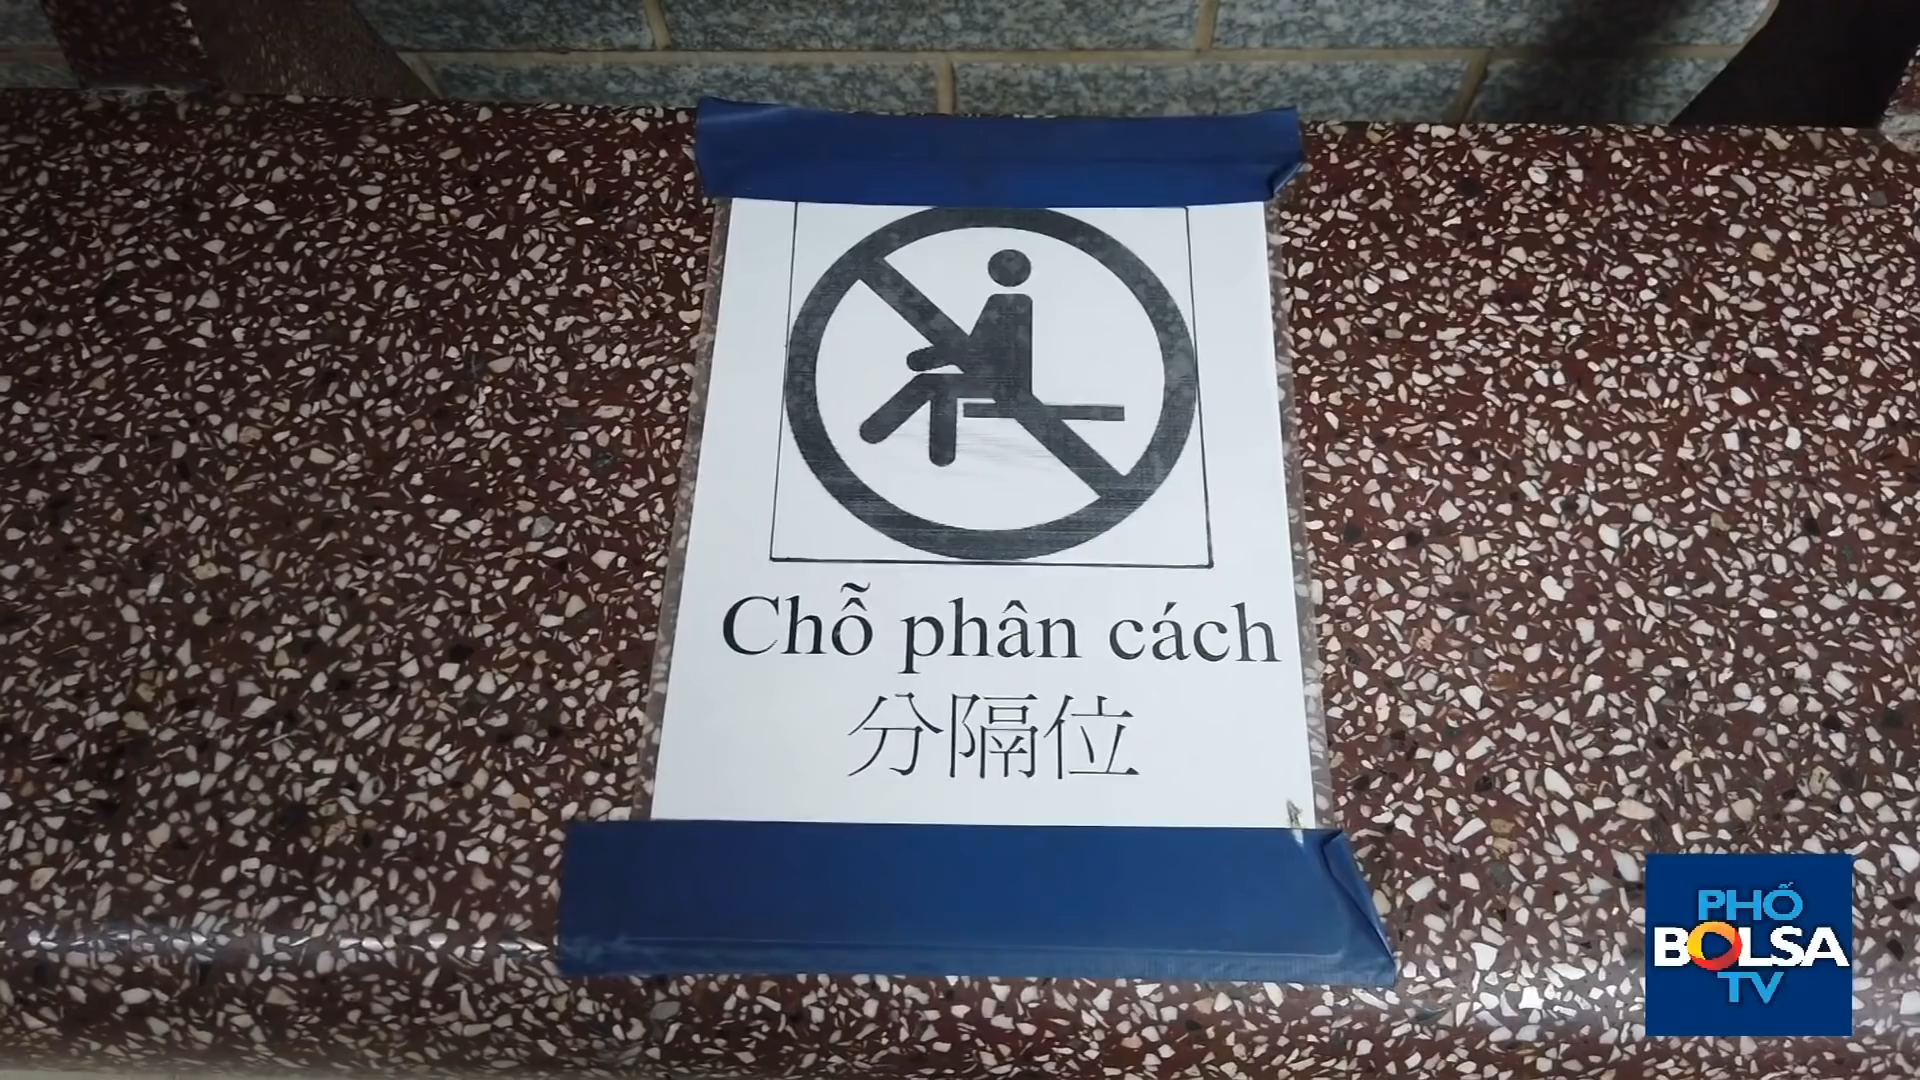 Chỗ phân cách
分隔位
PHỐ
BOLSA
TV